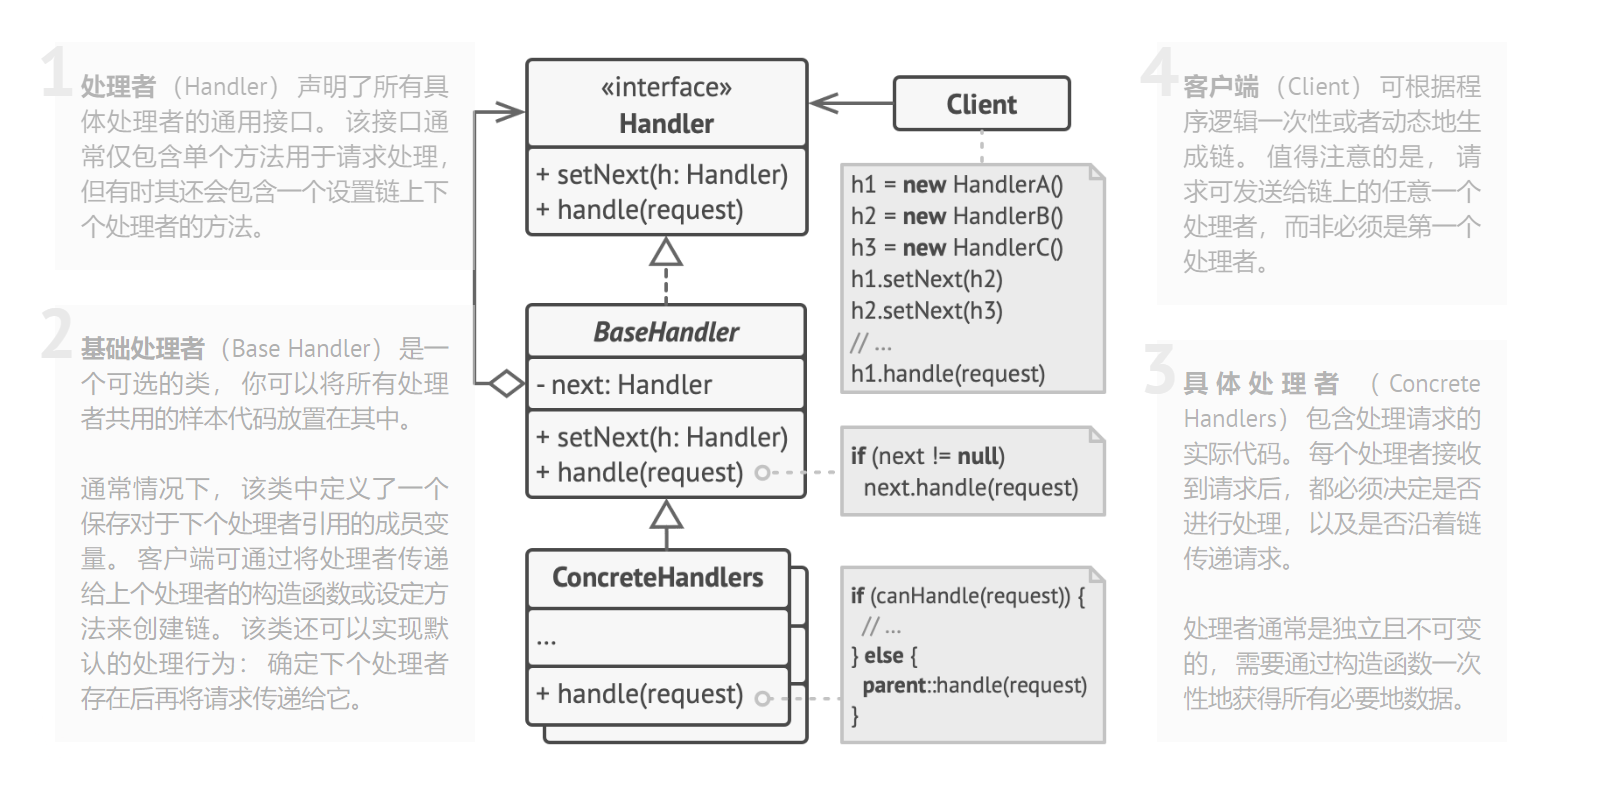 1
处理者（Handler）声明了所有具
体处理者的通用接口。 该接口通
常仅包含单个方法用于请求处理，
但有时其还会包含一个设置链上下
个处理者的方法。
2
基础处理者（Base Handler）是一
个可选的类， 你可以将所有处理
者共用的样本代码放置在其中。
通常情况下， 该类中定义了一个
保存对于下个处理者引用的成员变
量。 客户端可通过将处理者传递
给上个处理者的构造函数或设定方
法来创建链。 该类还可以实现默
认的处理行为： 确定下个处理者
存在后再将请求传递给它。
«interface»
Handler
+ setNext(h: Handler)
+ handle(request)
BaseHandler
- next: Handler
+ setNext(h: Handler)
+ handle(request)
ConcreteHandlers
...
+ handle(request)
Client
h1 = new HandlerA()
h2 = new HandlerB()
h3 = new HandlerC()
h1.setNext(h2)
h2.setNext(h3)
// ...
h1.handle(request)
if (next != null)
next.handle(request)
if (canHandle(request)) {
// ...
} else {
parent::handle(request)
}
4
客户端（Client）可根据程
序逻辑一次性或者动态地生
成链。 值得注意的是， 请
求可发送给链上的任意一个
处理者， 而非必须是第一个
处理者。
3
具体处理者（Concrete
Handlers）包含处理请求的
实际代码。 每个处理者接收
到请求后， 都必须决定是否
进行处理， 以及是否沿着链
传递请求。
处理者通常是独立且不可变
的， 需要通过构造函数一次
性地获得所有必要地数据。